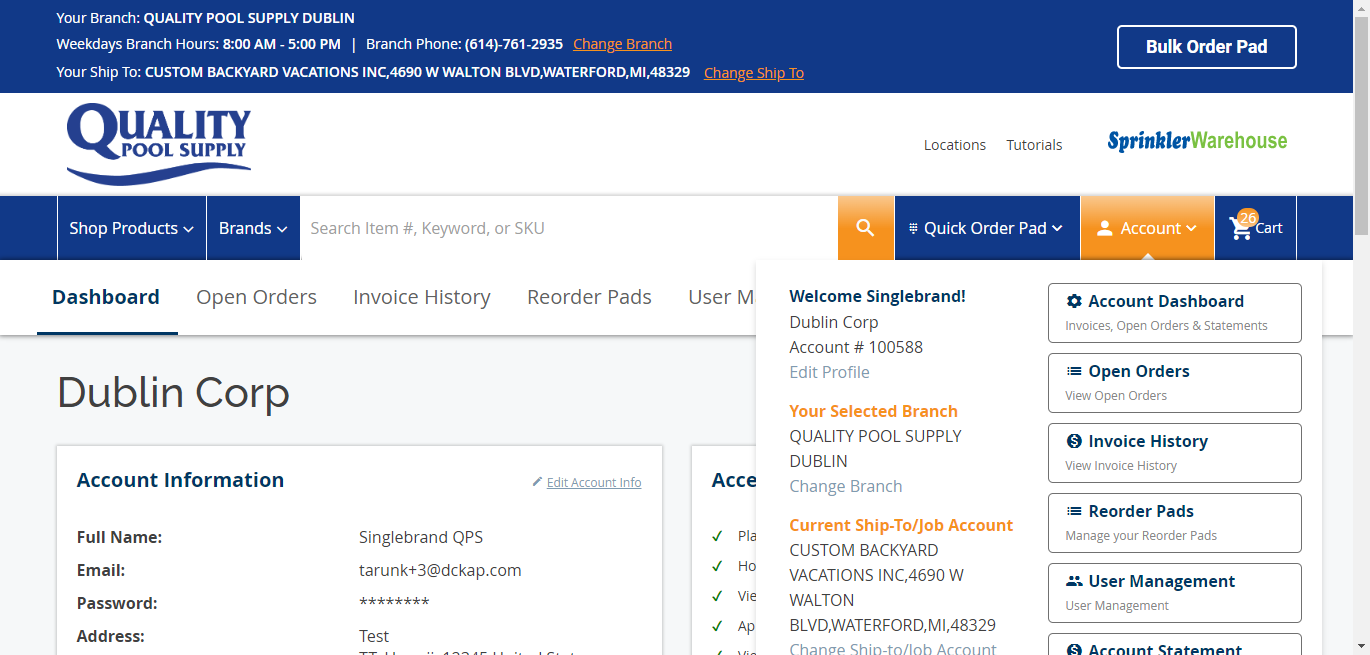 Your Branch: QUALITY POOL SUPPLY DUBLIN
Weekdays Branch Hours: 8:00 AM - 5:00 PM | Branch Phone: (614)-761-2935 Change Branch
Your Ship To: CUSTOM BACKYARD VACATIONS INC,4690 W WALTON BLVD,WATERFORD,MI,48329 Change Ship To
Bulk Order Pad
QUALITY
POOL SUPPLY
Locations Tutorials
SprinklerWarehouse
Shop Products Brands Search Item #, Keyword, or SKU Quick Order Pad Account 26 Cart
Dashboard Open Orders Invoice History Reorder Pads User M
Dublin Corp
Account Information Edit Account Info
Full Name: Singlebrand QPS
Email: tarunk+3@dckap.com
Password: ********
Address: Test
Acce
Pla
Ho
Vie
Ap
Welcome Singlebrand!
Dublin Corp
Account # 100588
Edit Profile
Your Selected Branch
QUALITY POOL SUPPLY
DUBLIN
Change Branch
Current Ship-To/Job Account
CUSTOM BACKYARD
VACATIONS INC,4690 W
WALTON
BLVD,WATERFORD,MI,48329
Change Ship-to/Job Account
Account Dashboard
Invoices, Open Orders & Statements
Open Orders
View Open Orders
Invoice History
View Invoice History
Reorder Pads
Manage your Reorder Pads
User Management
User Management
Account Statement